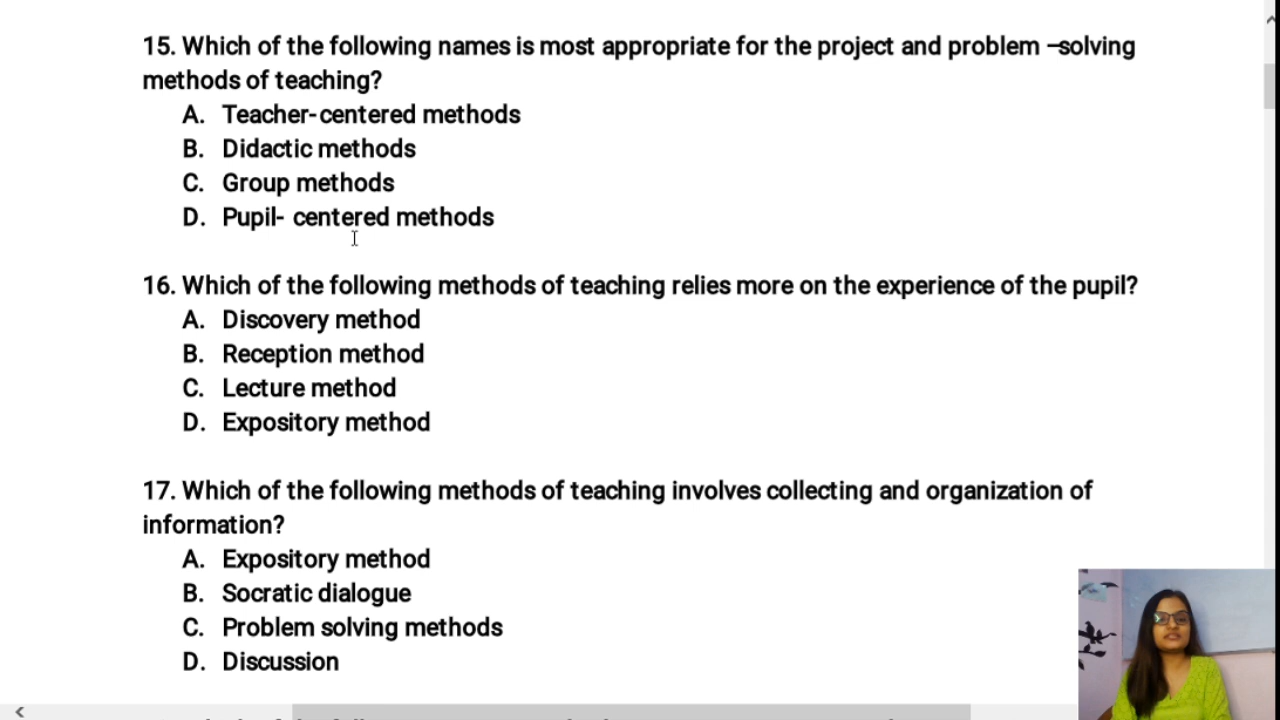 15. Which of the following names is most appropriate for the project and problem –solving
methods of teaching?
A. Teacher-centered methods
B. Didactic methods
C. Group methods
D. Pupil- centered methods
16. Which of the following methods of teaching relies more on the experience of the pupil?
A. Discovery method
B. Reception method
C. Lecture method
D. Expository method
17. Which of the following methods of teaching involves collecting and organization of
information?
A. Expository method
B. Socratic dialogue
C. Problem solving methods
D. Discussion